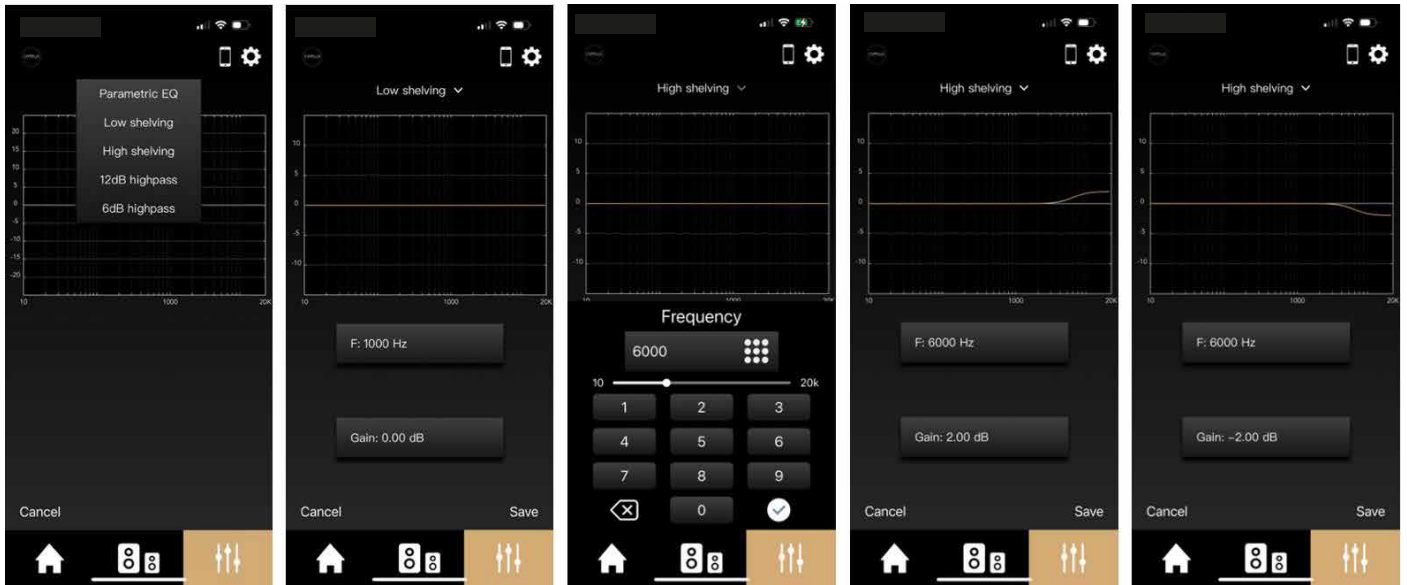 Parametric EQ
Low shelving
High shelving
12dB highpass
6dB highpass
20
15
10
5
0
-5
-10
-15
-20
10 1000 20K
Cancel
Low shelving
10
5
0
-5
-10
10 1000 20K
F: 1000 Hz
Gain: 0.00 dB
Cancel Save
High shelving
10
5
0
-5
-10
Frequency
6000
10 20k
1 2 3
4 5 6
7 8 9
0
High shelving
10
5
0
-5
-10
10 1000 20K
F: 6000 Hz
Gain: 2.00 dB
Cancel Save
High shelving
10
5
0
-5
-10
10 1000 20K
F: 6000 Hz
Gain: −2.00 dB
Cancel Save